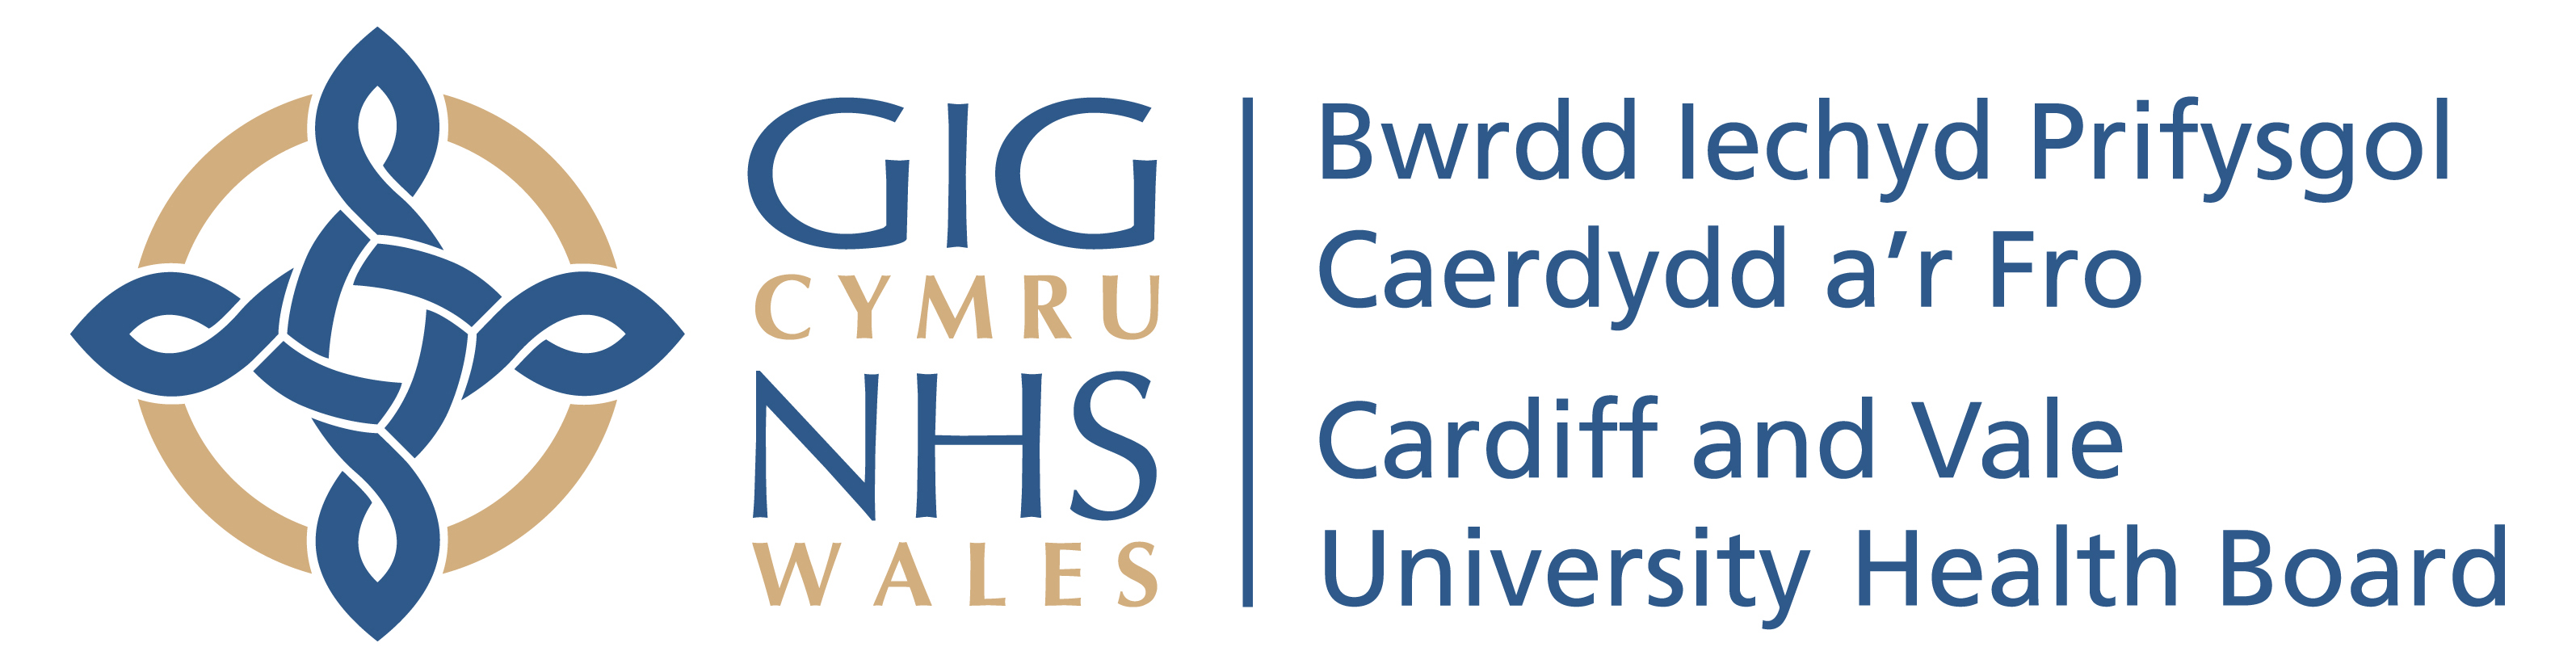 GIG
CYMRU
NHS
WALES
Bwrdd Iechyd Prifysgol
Caerdydd a'r Fro
Cardiff and Vale
University Health Board